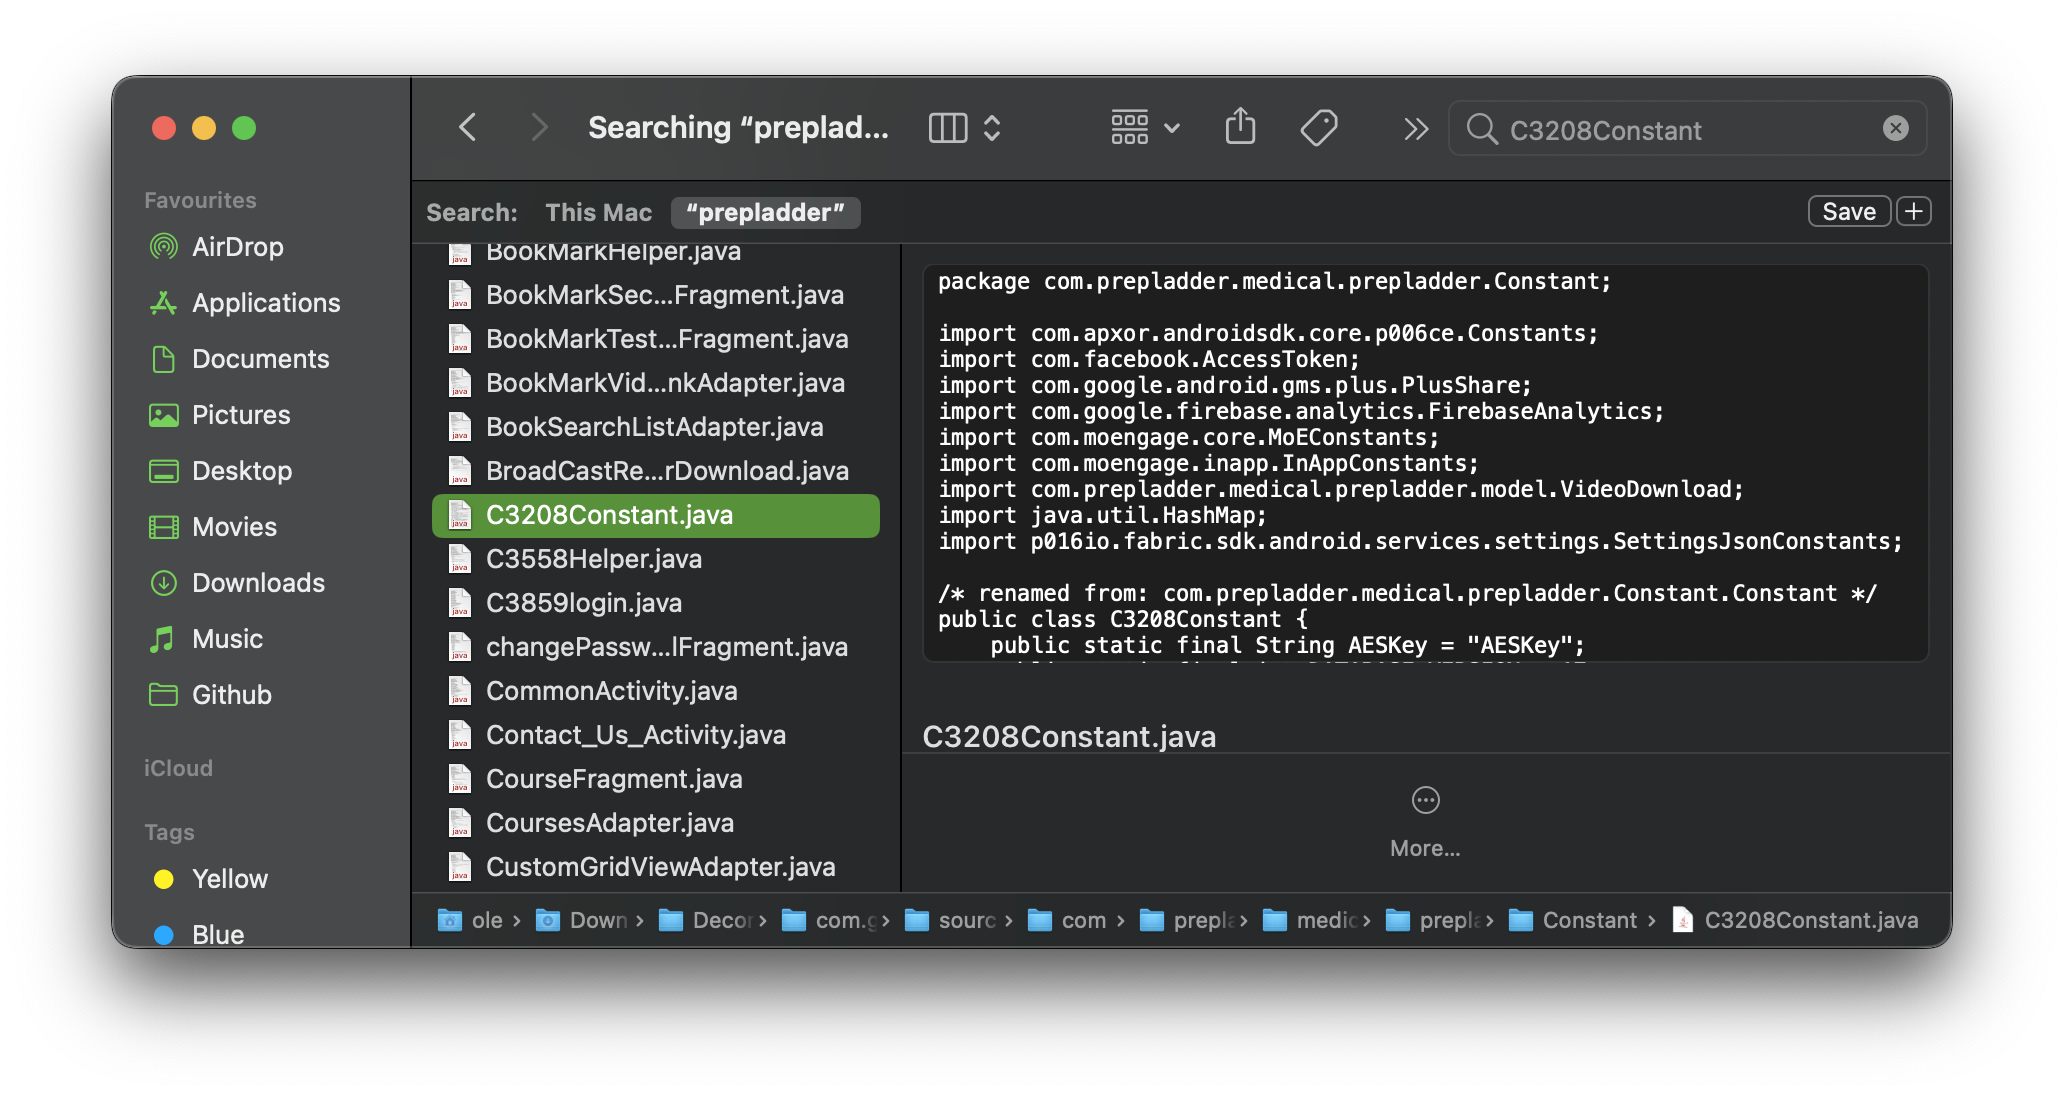 Searching “preplad...
C3208Constant
Search: This Mac “prepladder” Save
Favourites
AirDrop
Applications
Documents
Pictures
Desktop
Movies
Downloads
Music
Github
iCloud
Tags
Yellow
Blue
BookMarkHelper.java
BookMarkSec...Fragment.java
BookMarkTest...Fragment.java
BookMarkVid...nkAdapter.java
BookSearchListAdapter.java
BroadCastRe...rDownload.java
C3208Constant.java
C3558Helper.java
C3859login.java
changePassw...lFragment.java
CommonActivity.java
Contact_Us_Activity.java
CourseFragment.java
CoursesAdapter.java
CustomGridViewAdapter.java
package com.prepladder.medical.prepladder.Constant;
import com.apxor.androidsdk.core.p006ce.Constants;
import com.facebook.AccessToken;
import com.google.android.gms.plus.PlusShare;
import com.google.firebase.analytics.FirebaseAnalytics;
import com.moengage.core.MoEConstants;
import com.moengage.inapp.InAppConstants;
import com.prepladder.medical.prepladder.model.VideoDownload;
import java.util.HashMap;
import p016io.fabric.sdk.android.services.settings.SettingsJsonConstants;
/* renamed from: com.prepladder.medical.prepladder.Constant.Constant */
public class C3208Constant {
public static final String AESKey = "AESKey";
C3208Constant.java
More...
ole › Down › Decor › com.g › sourc › com › prepla › medic › prepla › Constant › C3208Constant.java